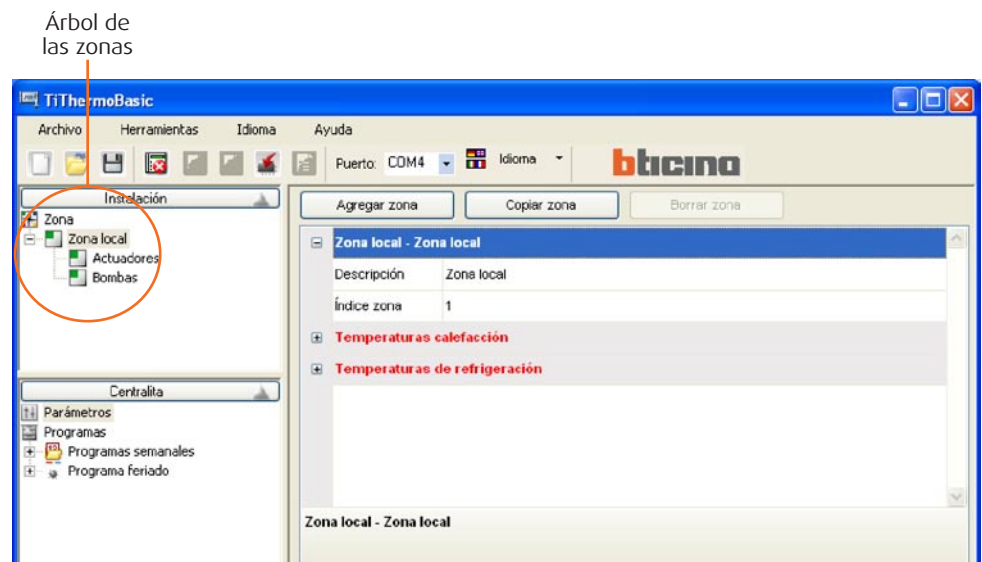 Árbol de
las zonas
TiThermoBasic
Archivo Herramientas Idioma Ayuda
Puerto: COM4 Idioma bticino
Instalación
Zona
Zona local
Actuadores
Bombas
Agregar zona Copiar zona Borrar zona
Zona local - Zona local
Descripción Zona local
Índice zona 1
Temperaturas calefacción
Temperaturas de refrigeración
Centralita
Parámetros
Programas
Programas semanales
Programa feriado
Zona local - Zona local